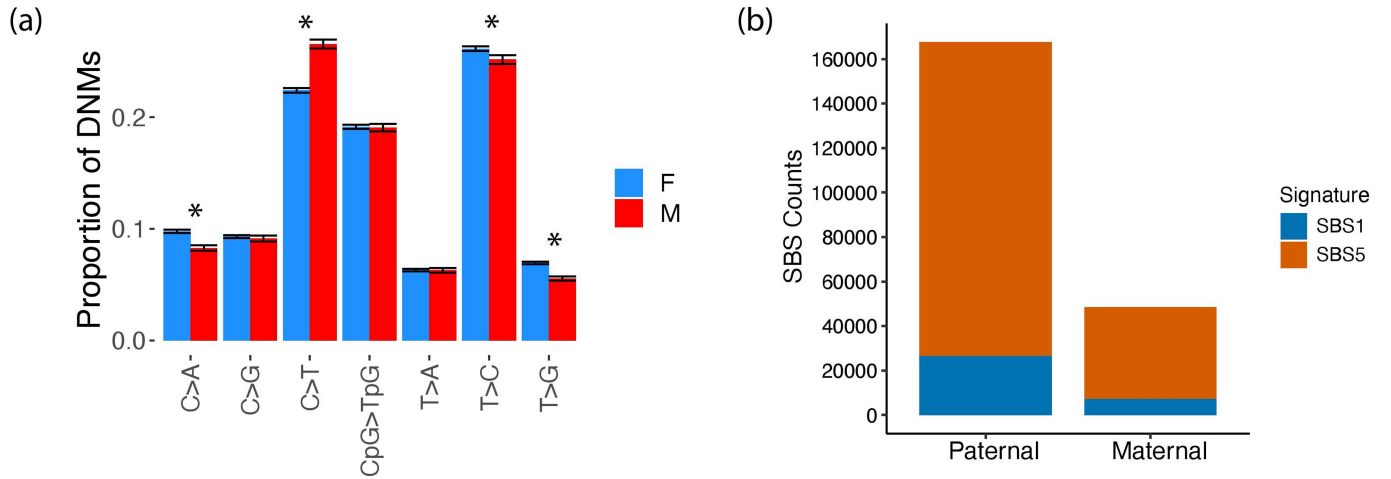 (a)
Proportion of DNMs
0.2
0.1
0.0
*
*
*
*
C>A
C>G
C>T
CpG>TpG
T>A
T>C
T>G
F
M
(b)
SBS Counts
160000
140000
120000
100000
80000
60000
40000
20000
0
Paternal
Maternal
Signature
SBS1
SBS5